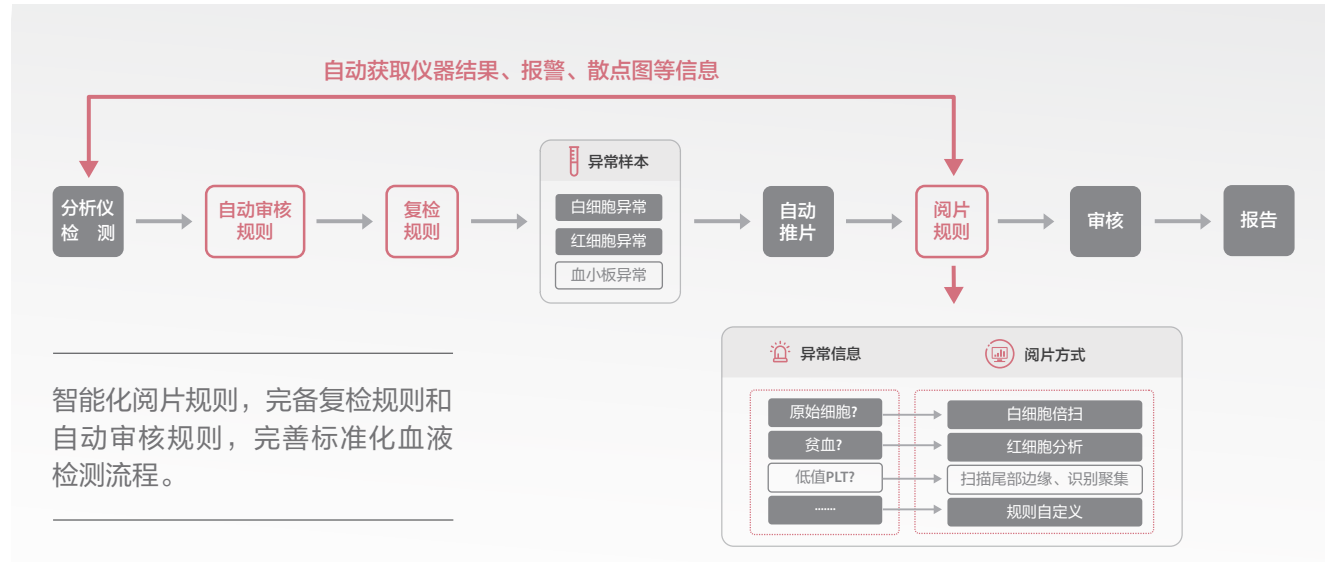 自动获取仪器结果、报警、散点图等信息
分析仪
检 测
自动审核
规则
复检
规则
异常样本
白细胞异常
红细胞异常
血小板异常
自动
推片
阅片
规则
审核
报告
智能化阅片规则，完备复检规则和
自动审核规则，完善标准化血液
检测流程。
异常信息
阅片方式
原始细胞?
白细胞倍扫
贫血?
红细胞分析
低值PLT?
扫描尾部边缘、识别聚集
.......
规则自定义